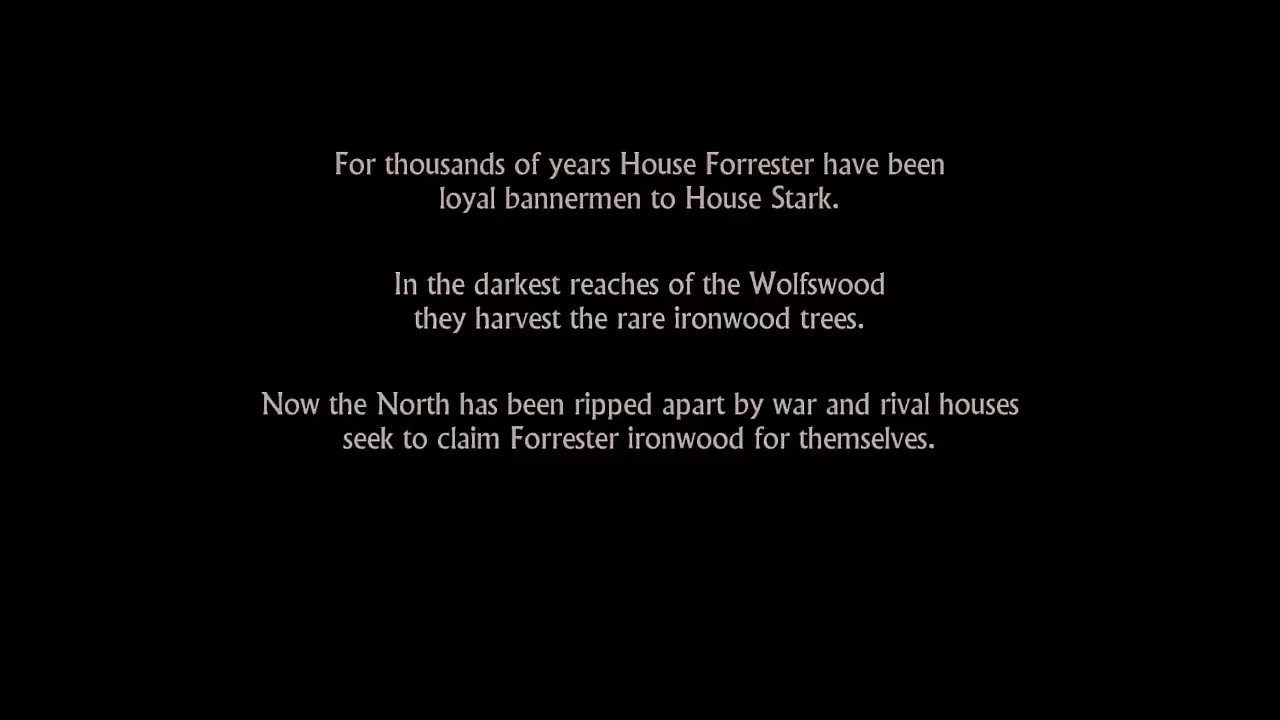 For thousands of years House Forrester have been
loyal bannermen to House Stark.
In the darkest reaches of the Wolfswood
they harvest the rare ironwood trees.
Now the North has been ripped apart by war and rival houses
seek to claim Forrester ironwood for themselves.